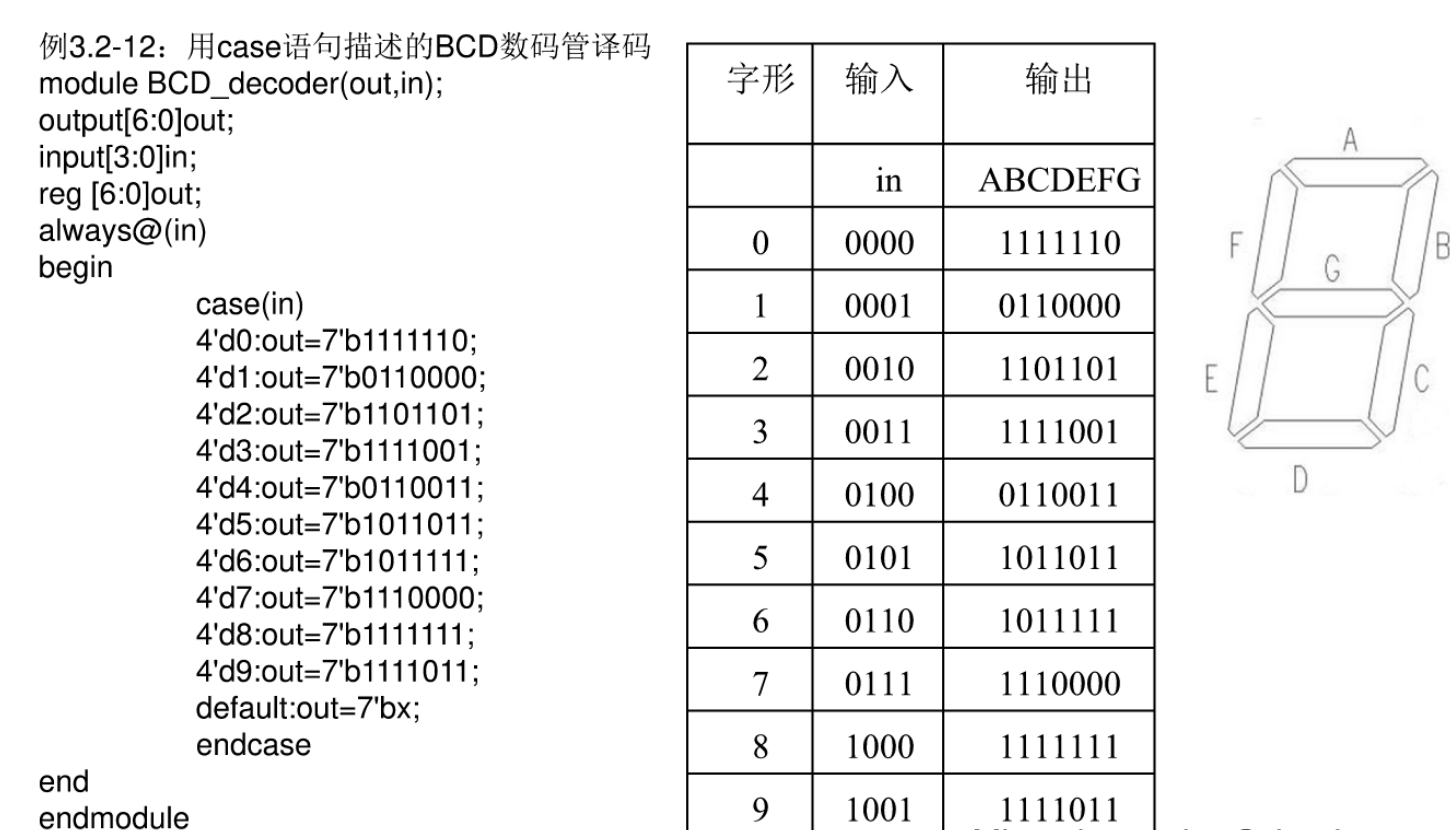 例3.2-12：用case语句描述的BCD数码管译码
module BCD_decoder(out,in);
output[6:0]out;
input[3:0]in;
reg [6:0]out;
always@(in)
begin
case(in)
4'd0:out=7'b1111110;
4'd1:out=7'b0110000;
4'd2:out=7'b1101101;
4'd3:out=7'b1111001;
4'd4:out=7'b0110011;
4'd5:out=7'b1011011;
4'd6:out=7'b1011111;
4'd7:out=7'b1110000;
4'd8:out=7'b1111111;
4'd9:out=7'b1111011;
default:out=7'bx;
endcase
end
endmodule
字形 输入 输出
in ABCDEFG
0 0000 1111110
1 0001 0110000
2 0010 1101101
3 0011 1111001
4 0100 0110011
5 0101 1011011
6 0110 1011111
7 0111 1110000
8 1000 1111111
9 1001 1111011
A
F
B
G
E
C
D